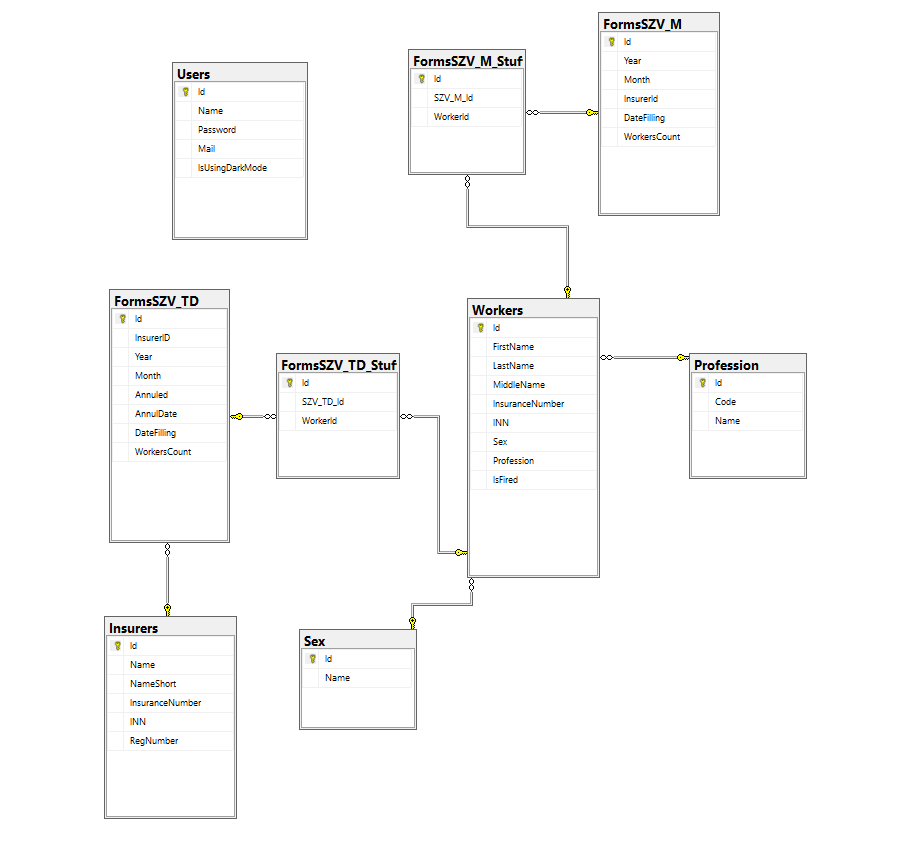 Users
Id
Name
Password
Mail
IsUsingDarkMode
FormsSZV_M_Stuf
Id
SZV_M_Id
WorkerId
FormsSZV_M
Id
Year
Month
InsurerId
DateFilling
WorkersCount
FormsSZV_TD
Id
InsurerID
Year
Month
Annuled
AnnulDate
DateFilling
WorkersCount
FormsSZV_TD_Stuf
Id
SZV_TD_Id
WorkerId
Workers
Id
FirstName
LastName
MiddleName
InsuranceNumber
INN
Sex
Profession
IsFired
Profession
Id
Code
Name
Insurers
Id
Name
NameShort
InsuranceNumber
INN
RegNumber
Sex
Id
Name